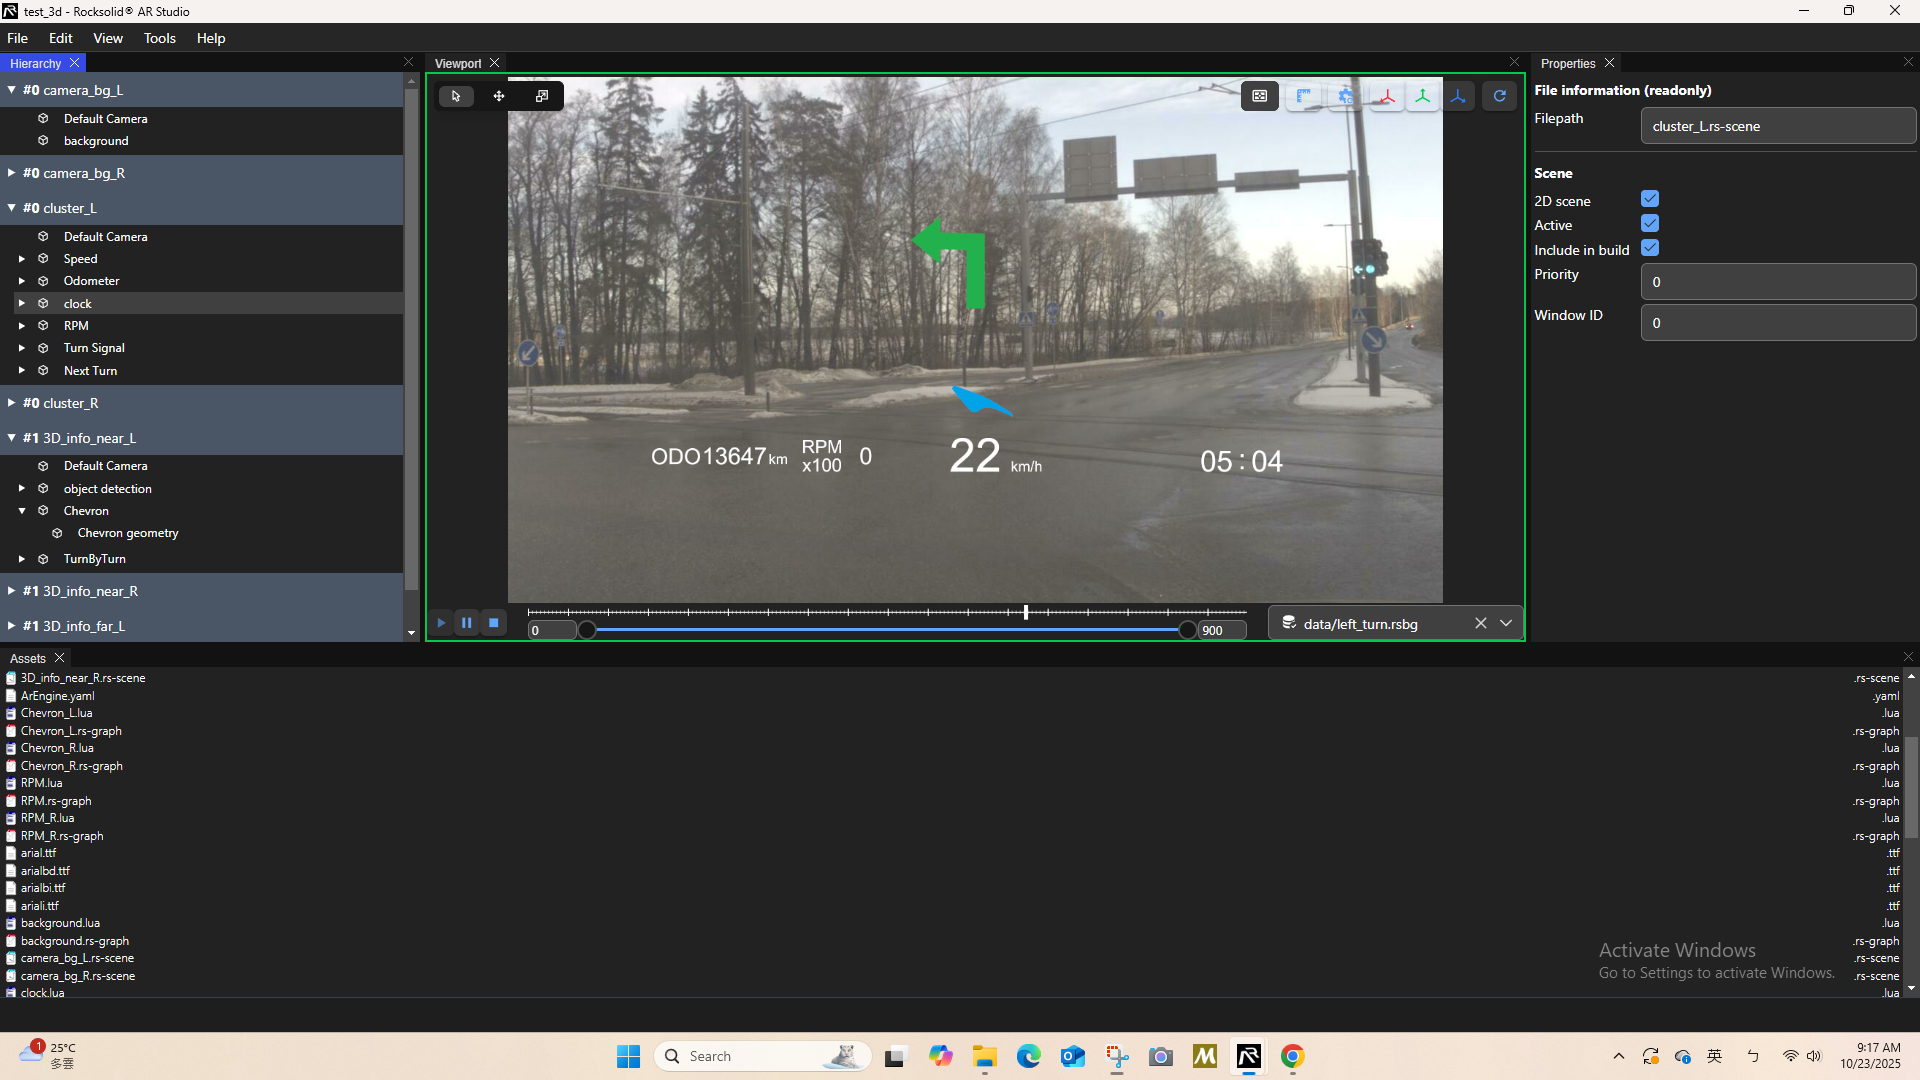 test_3d - Rocksolid® AR Studio
File Edit View Tools Help
Hierarchy
#0 camera_bg_L
Default Camera
background
#0 camera_bg_R
#0 cluster_L
Default Camera
Speed
Odometer
clock
RPM
Turn Signal
Next Turn
#0 cluster_R
#1 3D_info_near_L
Default Camera
object detection
Chevron
Chevron geometry
TurnByTurn
#1 3D_info_near_R
#1 3D_info_far_L
Viewport
ODO13647km
RPM
x100
0
22 km/h
05:04
0
900
data/left_turn.rsbg
Properties
File information (readonly)
Filepath
cluster_L.rs-scene
Scene
2D scene
Active
Include in build
Priority
0
Window ID
0
Assets
3D_info_near_R.rs-scene .rs-scene
ArEngine.yaml .yaml
Chevron_L.lua .lua
Chevron_L.rs-graph .rs-graph
Chevron_R.lua .lua
Chevron_R.rs-graph .rs-graph
RPM.lua .lua
RPM.rs-graph .rs-graph
RPM_R.lua .lua
RPM_R.rs-graph .rs-graph
arial.ttf .ttf
arialbd.ttf .ttf
arialbi.ttf .ttf
ariali.ttf .ttf
background.lua .lua
background.rs-graph .rs-graph
camera_bg_L.rs-scene .rs-scene
camera_bg_R.rs-scene .rs-scene
clock.lua .lua
Activate Windows
Go to Settings to activate Windows.
1
25°C
多雲
Search
英
ㄅ
9:17 AM
10/23/2025